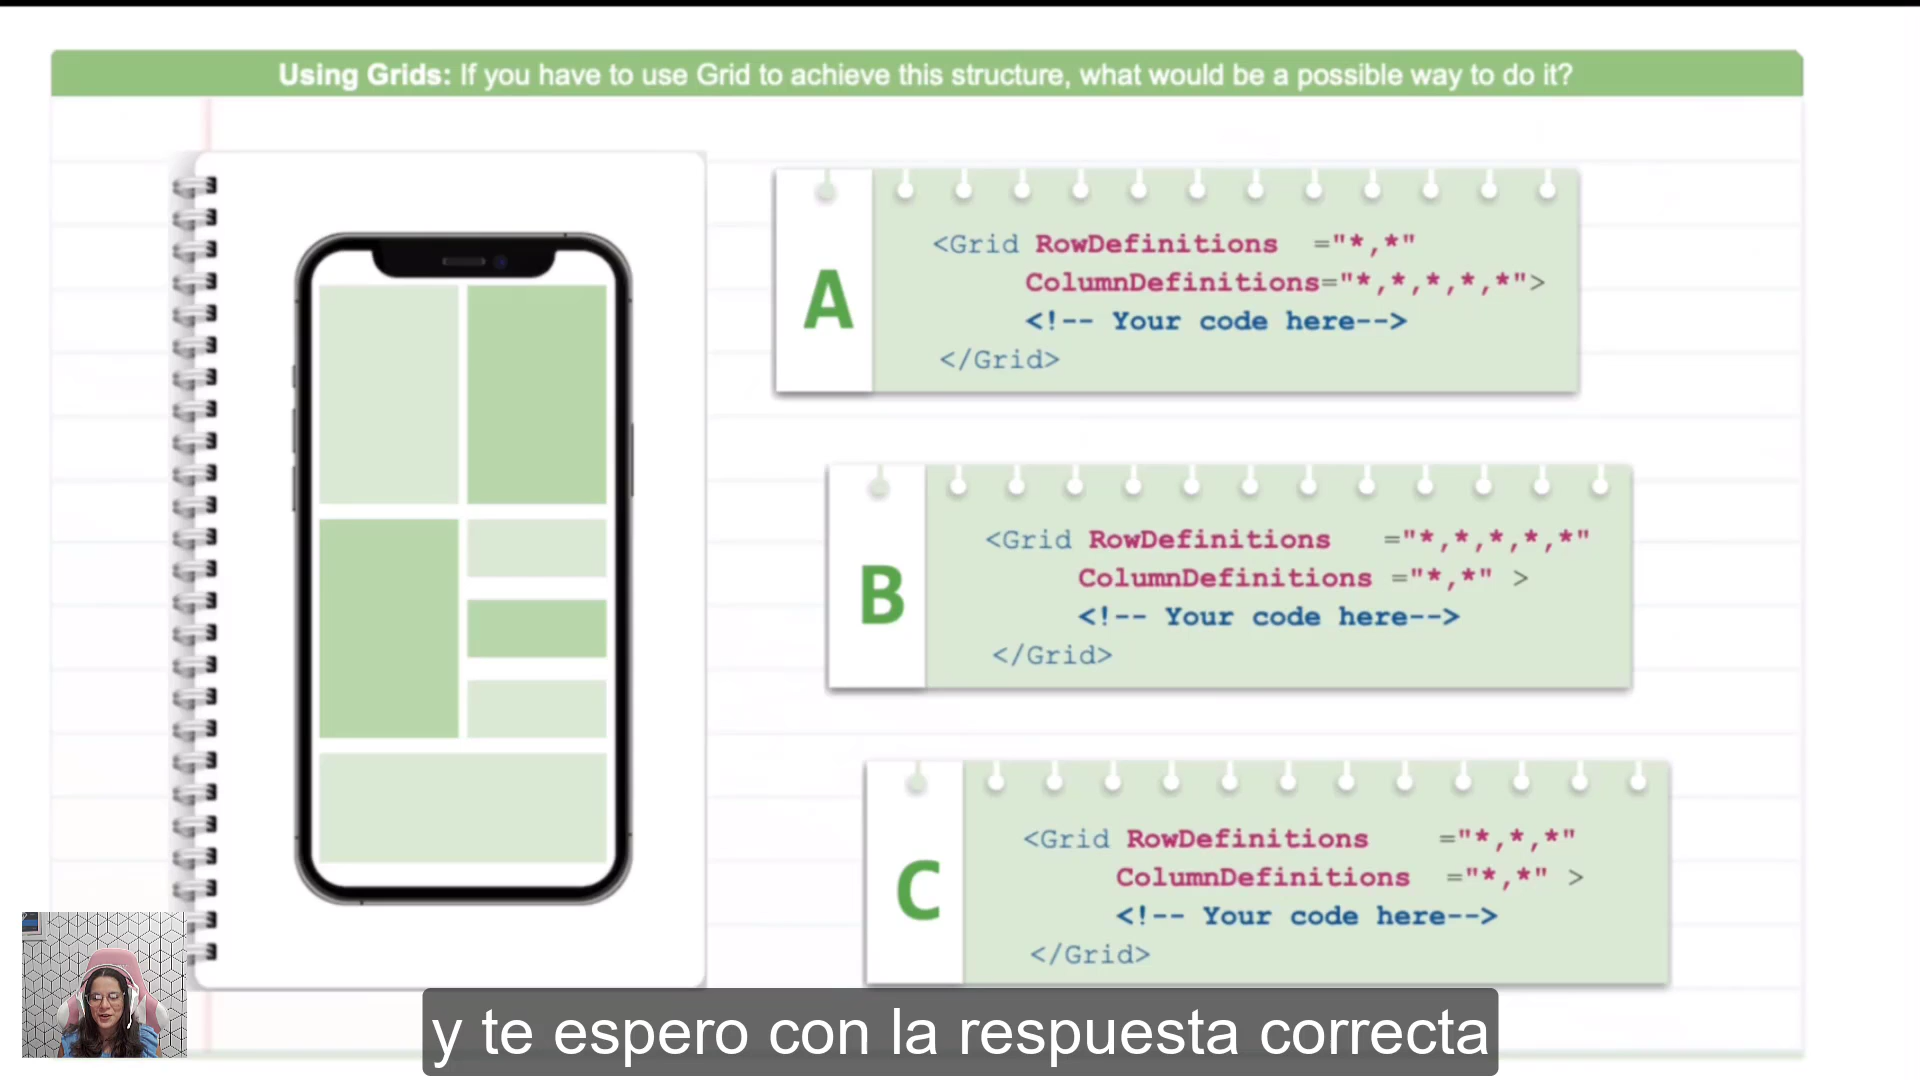 Using Grids: If you have to use Grid to achieve this structure, what would be a possible way to do it?
A
<Grid RowDefinitions ="*,*"
ColumnDefinitions="*,*,*,*,*">
<!-- Your code here-->
</Grid>
B
<Grid RowDefinitions ="*,*,*,*,*"
ColumnDefinitions ="*,*" >
<!-- Your code here-->
</Grid>
C
<Grid RowDefinitions ="*,*,*"
ColumnDefinitions ="*,*" >
<!-- Your code here-->
</Grid>
y te espero con la respuesta correcta